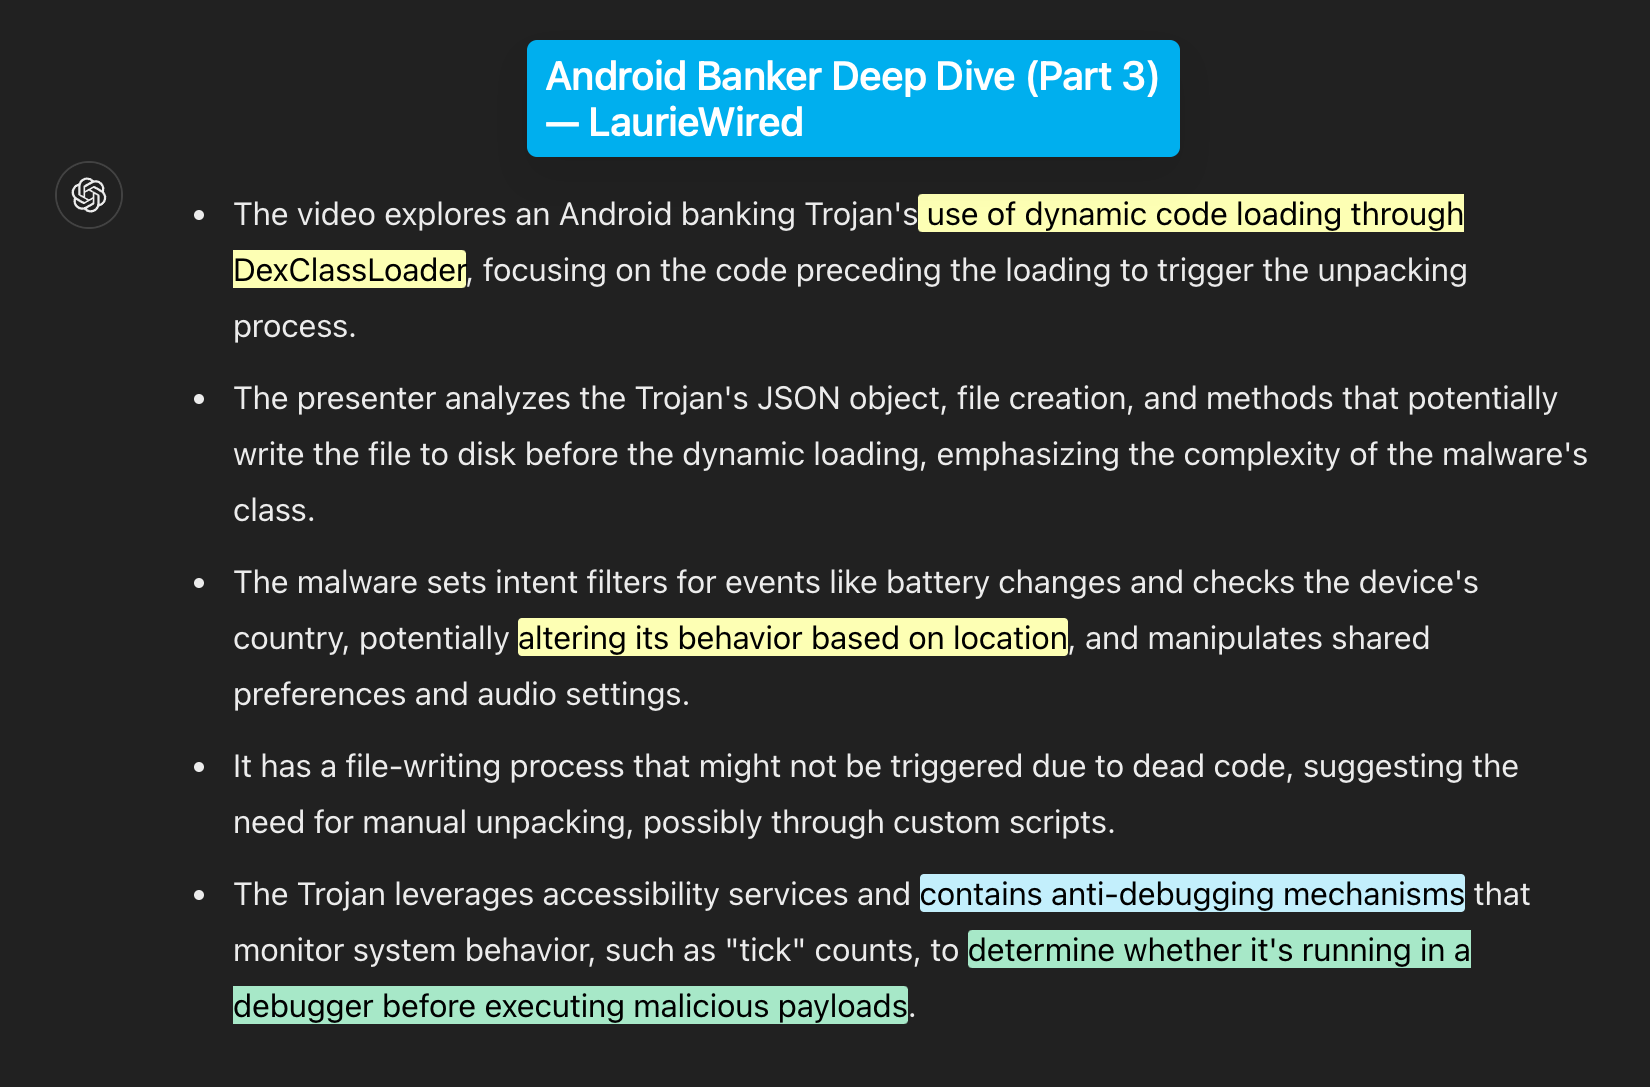 Android Banker Deep Dive (Part 3)
— LaurieWired
• The video explores an Android banking Trojan's use of dynamic code loading through
DexClassLoader, focusing on the code preceding the loading to trigger the unpacking
process.
• The presenter analyzes the Trojan's JSON object, file creation, and methods that potentially
write the file to disk before the dynamic loading, emphasizing the complexity of the malware's
class.
• The malware sets intent filters for events like battery changes and checks the device's
country, potentially altering its behavior based on location, and manipulates shared
preferences and audio settings.
• It has a file-writing process that might not be triggered due to dead code, suggesting the
need for manual unpacking, possibly through custom scripts.
• The Trojan leverages accessibility services and contains anti-debugging mechanisms that
monitor system behavior, such as "tick" counts, to determine whether it's running in a
debugger before executing malicious payloads.